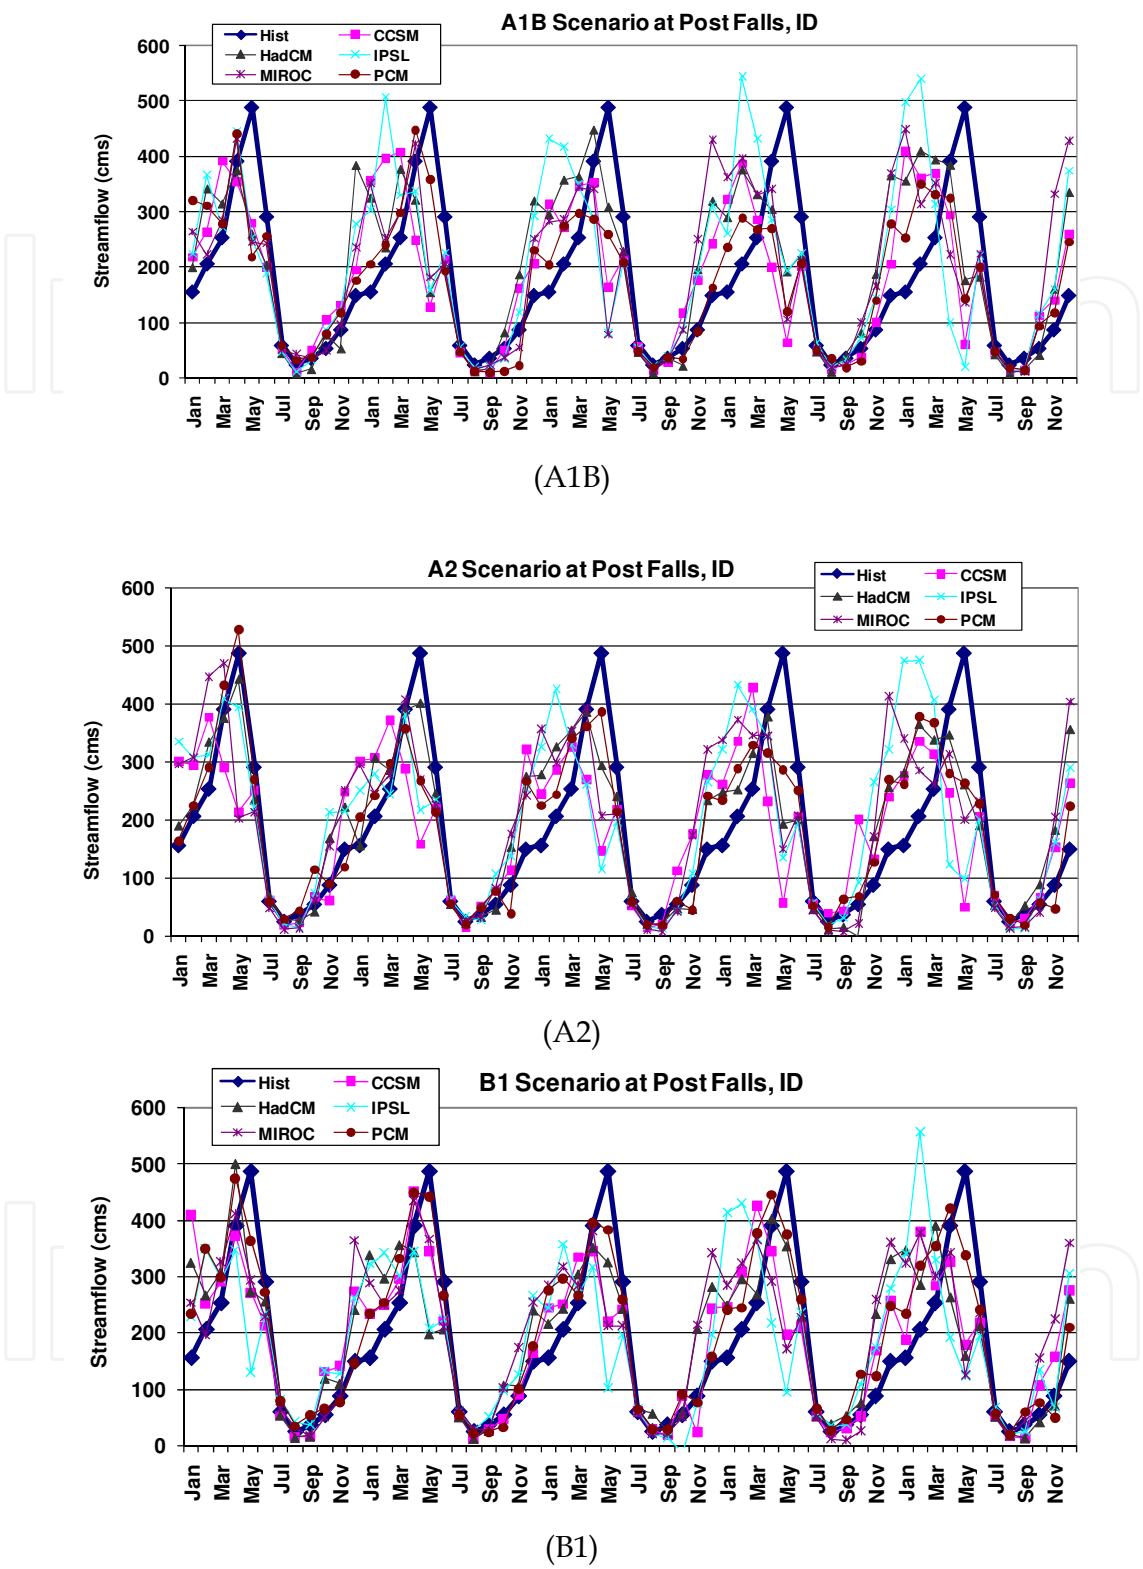 A1B Scenario at Post Falls, ID
Hist CCSM
HadCM IPSL
MIROC PCM
Streamflow (cms)
600
500
400
300
200
100
0
Jan Mar May Jul Sep Nov Jan Mar May Jul Sep Nov Jan Mar May Jul Sep Nov Jan Mar May Jul Sep Nov Jan Mar May Jul Sep Nov
(A1B)
A2 Scenario at Post Falls, ID
Hist CCSM
HadCM IPSL
MIROC PCM
Streamflow (cms)
600
500
400
300
200
100
0
Jan Mar May Jul Sep Nov Jan Mar May Jul Sep Nov Jan Mar May Jul Sep Nov Jan Mar May Jul Sep Nov Jan Mar May Jul Sep Nov
(A2)
B1 Scenario at Post Falls, ID
Hist CCSM
HadCM IPSL
MIROC PCM
Streamflow (cms)
600
500
400
300
200
100
0
Jan Mar May Jul Sep Nov Jan Mar May Jul Sep Nov Jan Mar May Jul Sep Nov Jan Mar May Jul Sep Nov Jan Mar May Jul Sep Nov
(B1)